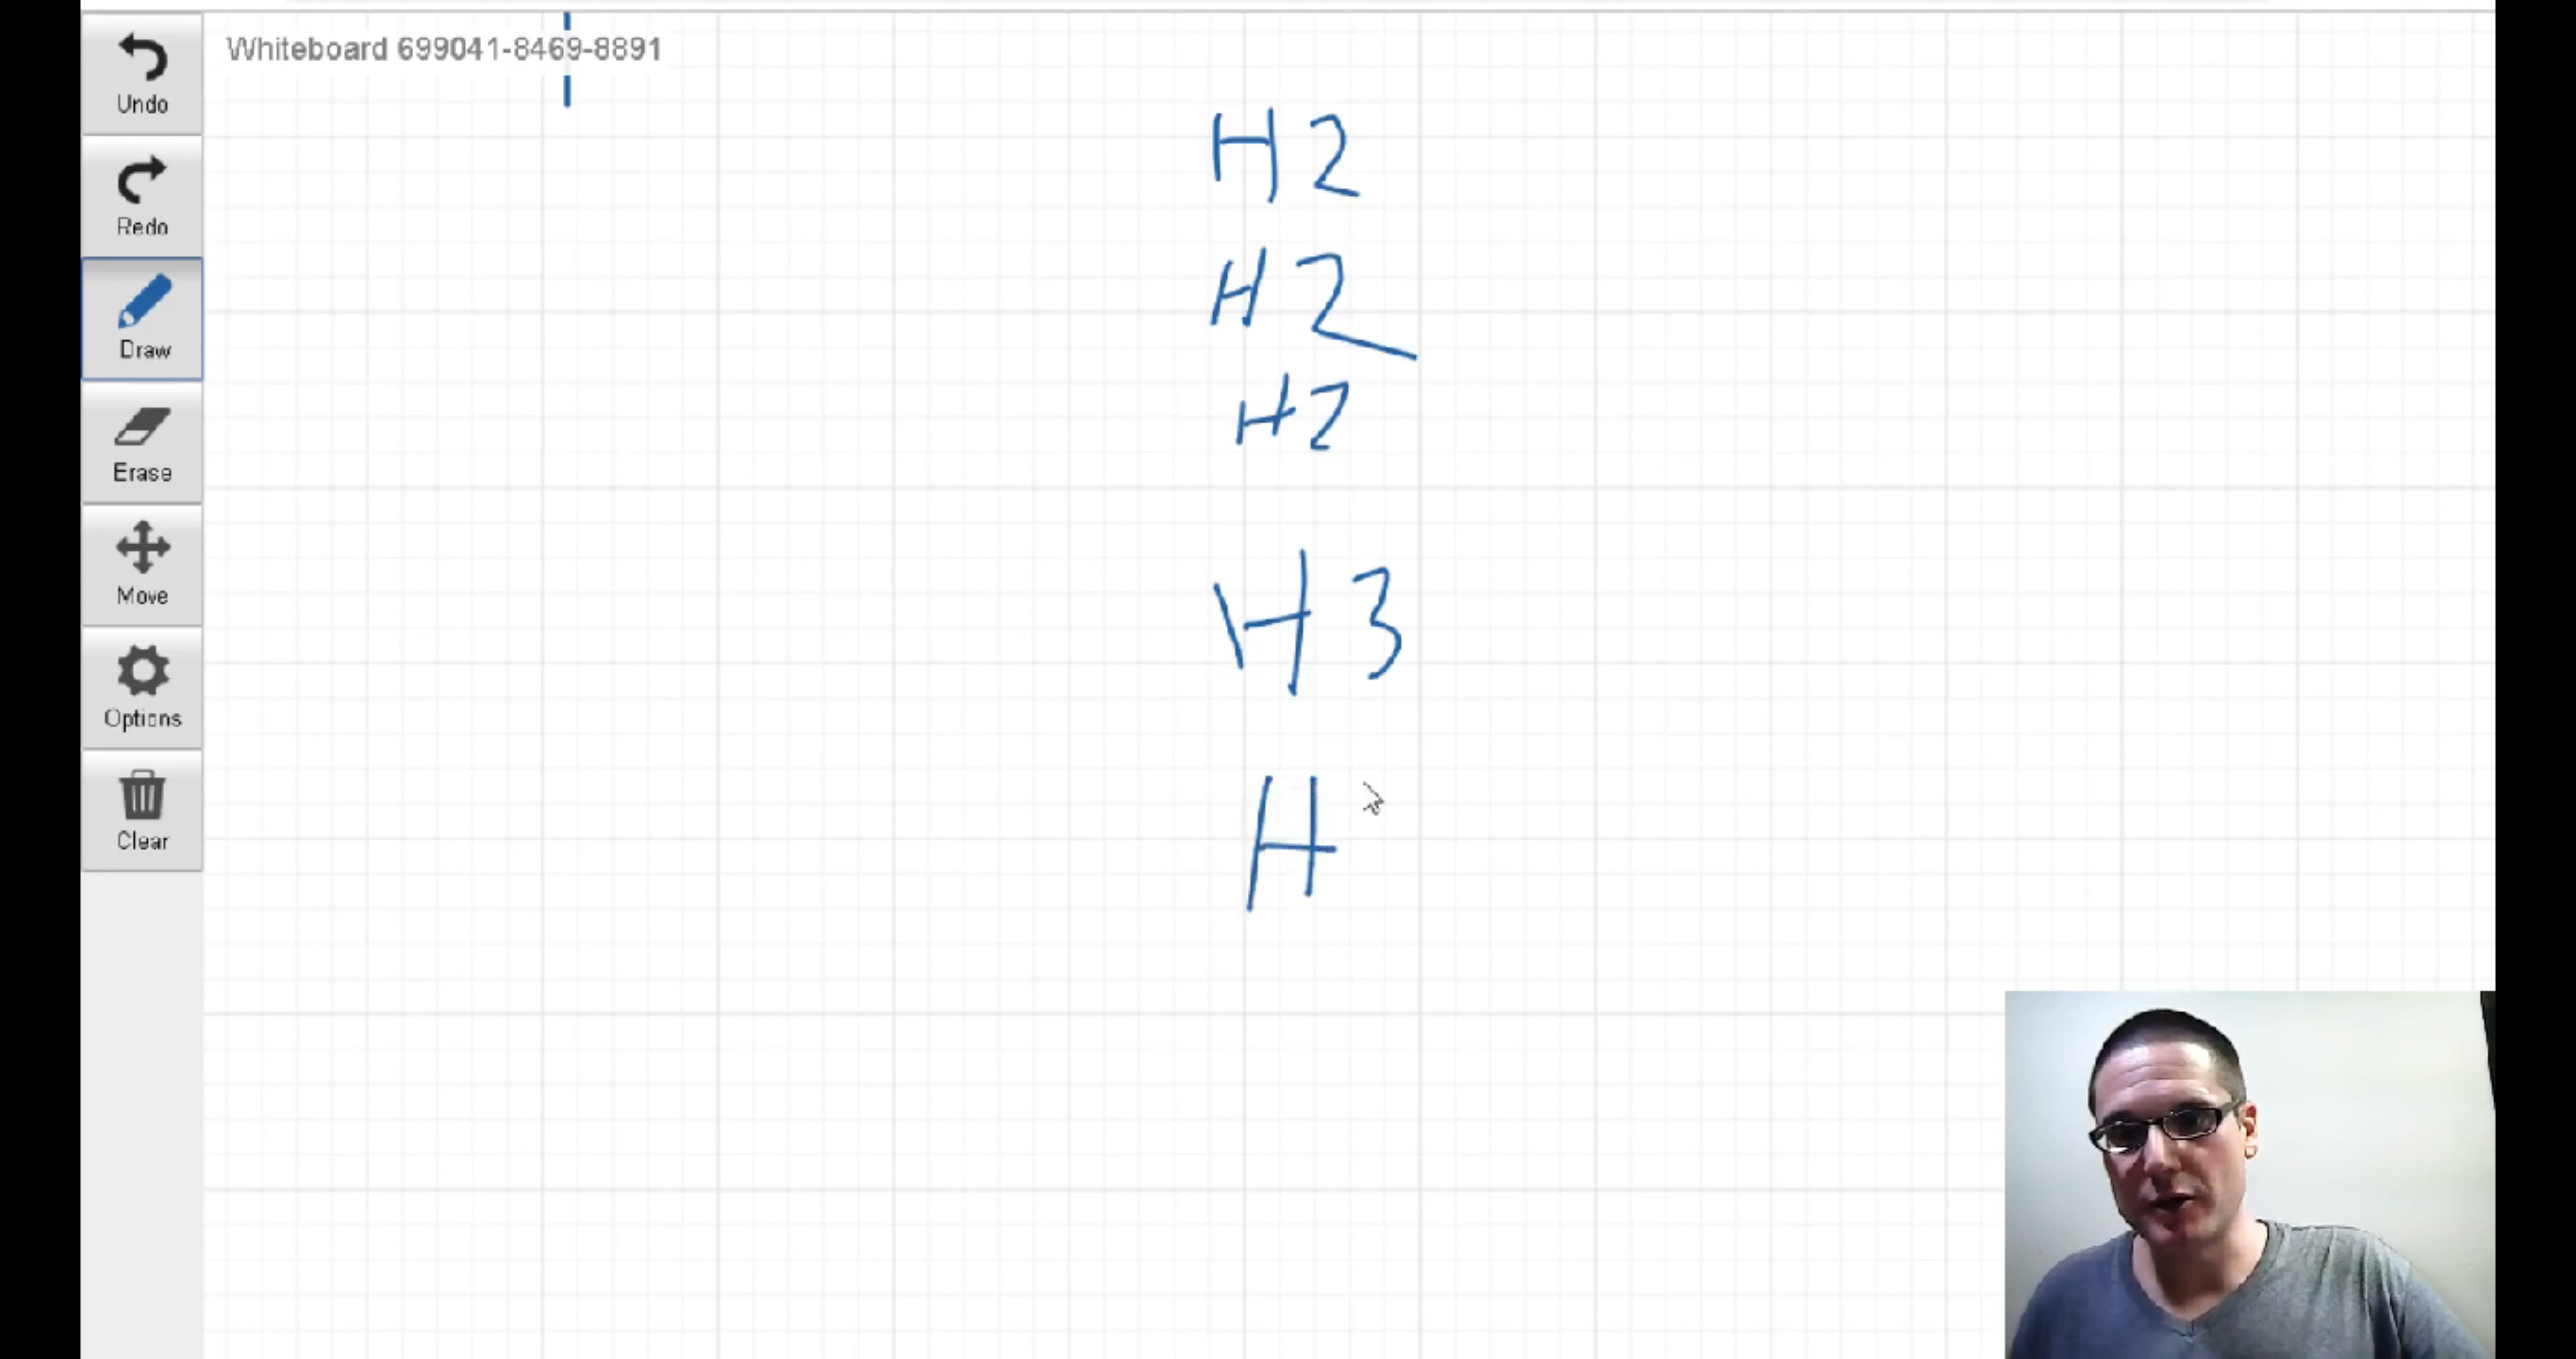 Whiteboard 699041-8469-8891
Undo
Redo
Draw
Erase
Move
Options
Clear
H2
H2
H2
H3
H